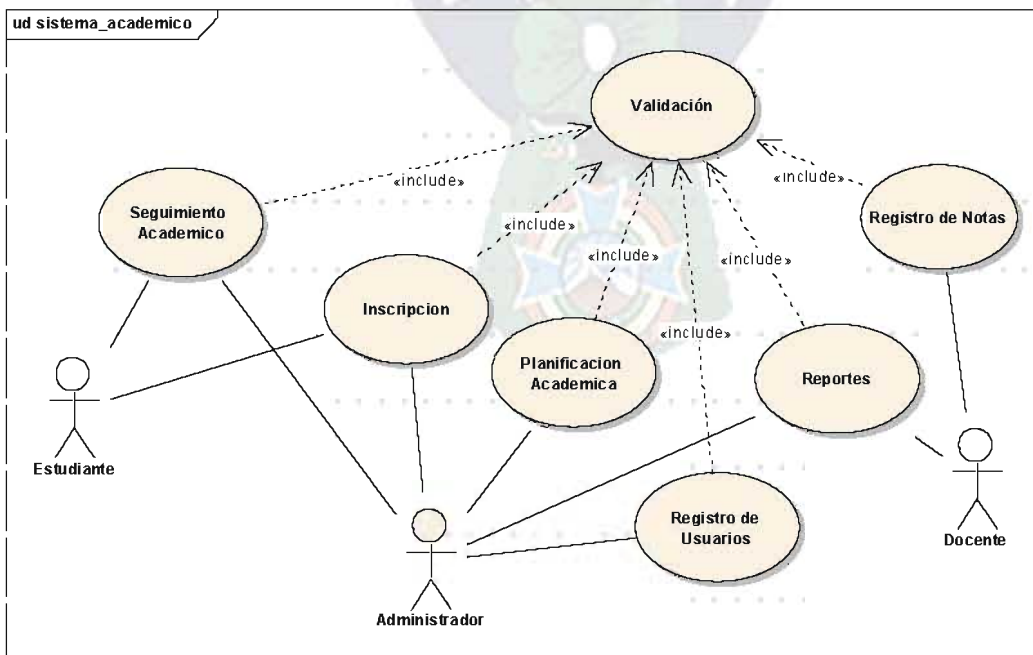 ud sistema_academico
Validación
«include»
Seguimiento
Academico
«include»
«include»
Registro de Notas
Inscripcion
«include»
«include»
«include»
Planificacion
Academica
Reportes
Estudiante
Registro de
Usuarios
Docente
Administrador